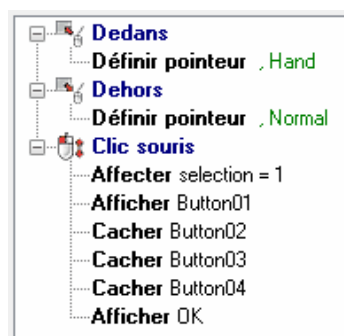 Dedans
Définir pointeur , Hand
Dehors
Définir pointeur , Normal
Clic souris
Affecter selection = 1
Afficher Button01
Cacher Button02
Cacher Button03
Cacher Button04
Afficher OK